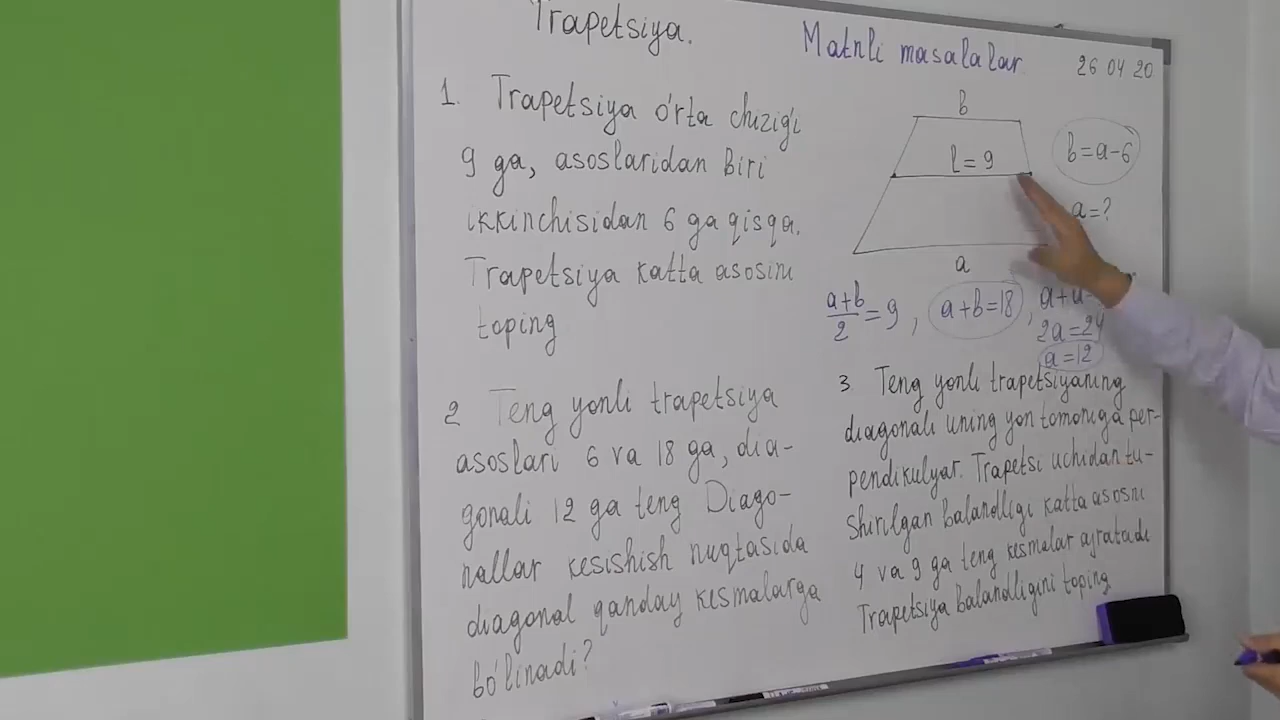 Trapetsiya.
Matnli masalalar.
26 04 20
1. Trapetsiya o'rta chizig'i
9 ga, asoslaridan biri
ikkinchisidan 6 ga qisqa.
Trapetsiya katta asosini
toping
b
l = 9
b=a-6
a=?
a
a+b/2 = 9, a+b=18, a+a-
2a=24
a=12
2 Teng yonli trapetsiya
asoslari 6 va 18 ga, dia-
gonali 12 ga teng Diago-
nallar kesishish nuqtasida
diagonal qanday kesmalarga
bo'linadi?
3 Teng yonli trapetsiyaning
diagonali uning yon tomoniga per-
pendikulyar. Trapetsi uchidan tu-
shirilgan balandligi katta asosni
4 va 9 ga teng kesmalar ajratadi
Trapetsiya balandligini toping